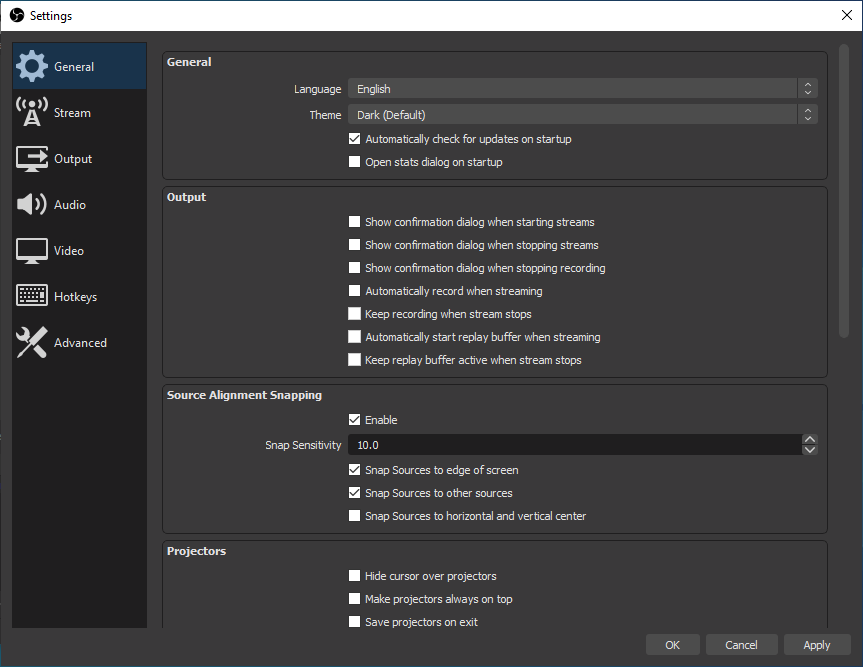 Settings
General
Stream
Output
Audio
Video
Hotkeys
Advanced
General
Language English
Theme Dark (Default)
Automatically check for updates on startup
Open stats dialog on startup
Output
Show confirmation dialog when starting streams
Show confirmation dialog when stopping streams
Show confirmation dialog when stopping recording
Automatically record when streaming
Keep recording when stream stops
Automatically start replay buffer when streaming
Keep replay buffer active when stream stops
Source Alignment Snapping
Enable
Snap Sensitivity 10.0
Snap Sources to edge of screen
Snap Sources to other sources
Snap Sources to horizontal and vertical center
Projectors
Hide cursor over projectors
Make projectors always on top
Save projectors on exit
OK Cancel Apply